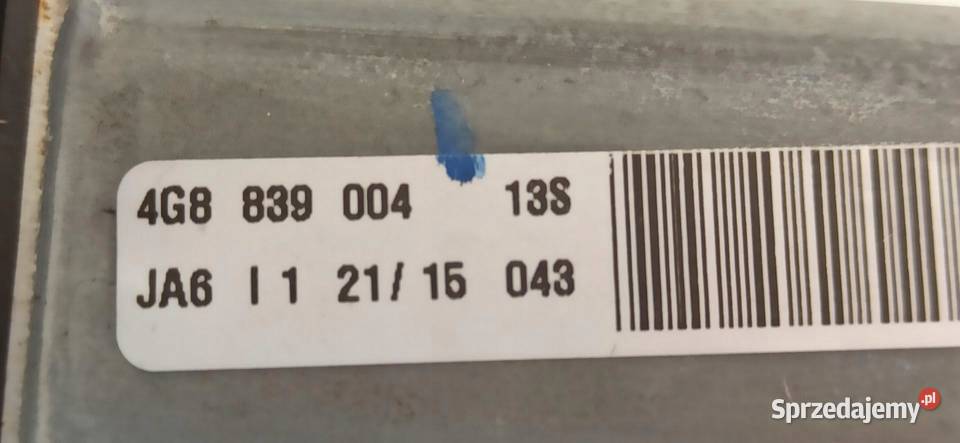 4G8 839 004 13S
JA6 I 1 21/ 15 043
Sprzedajemy.pl